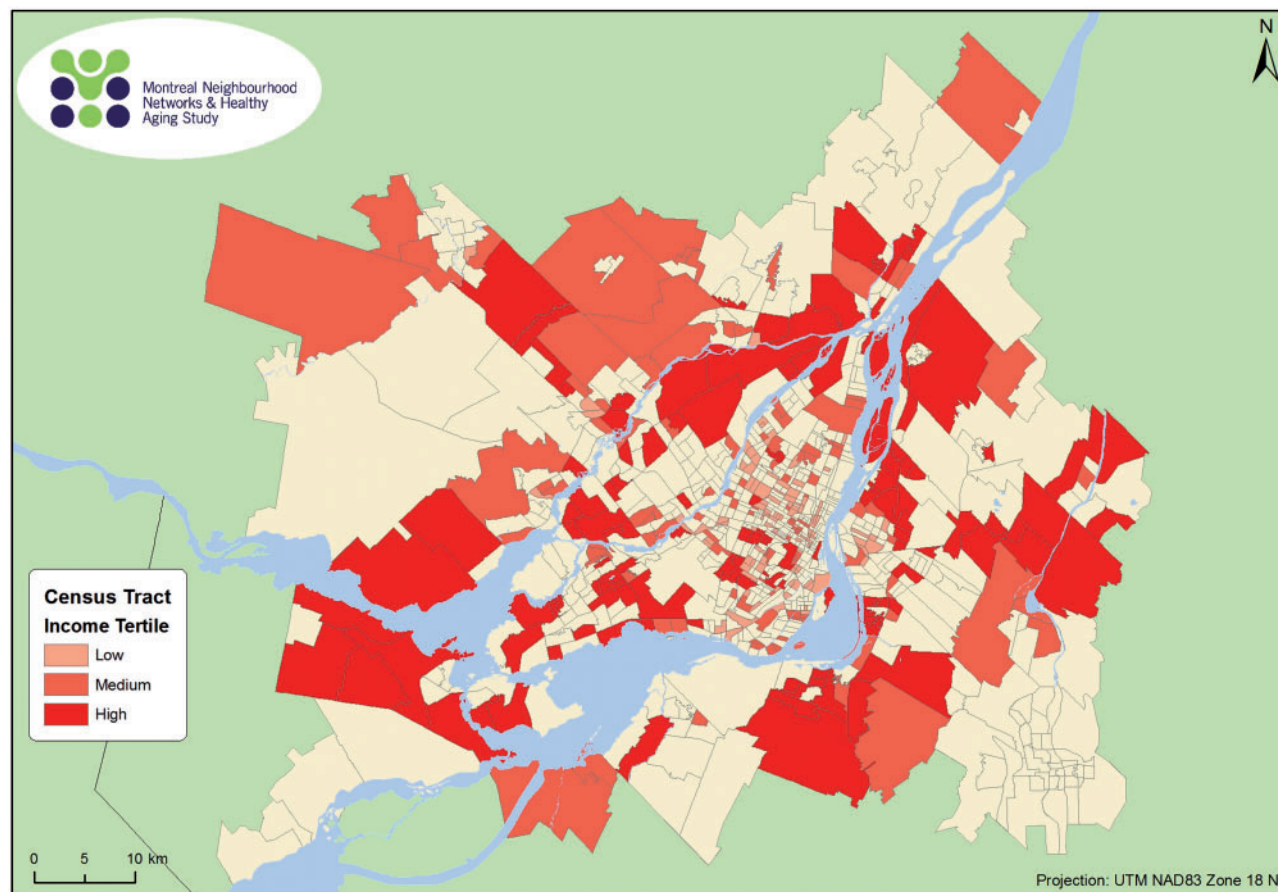 Montreal Neighbourhood
Networks & Healthy
Aging Study
N
Census Tract
Income Tertile
Low
Medium
High
0 5 10 km
Projection: UTM NAD83 Zone 18 N